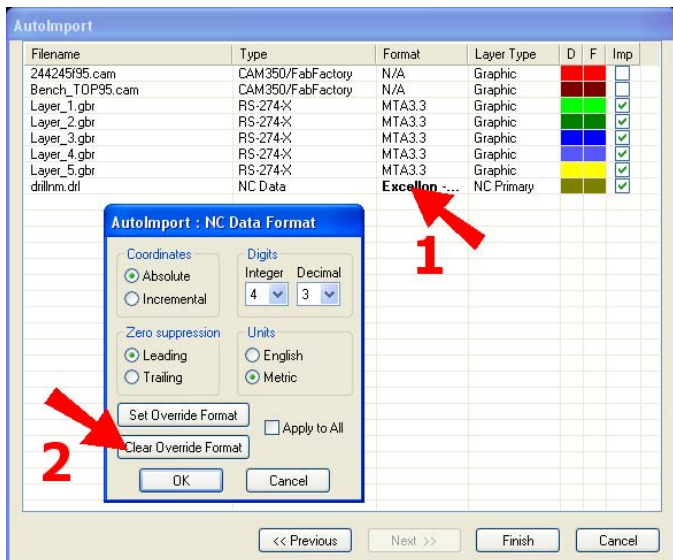 AutoImport
Filename Type Format Layer Type D F Imp
244245f95.cam CAM350/FabFactory N/A Graphic
Bench_TOP95.cam CAM350/FabFactory N/A Graphic
Layer_1.gbr RS-274-X MTA3.3 Graphic
Layer_2.gbr RS-274-X MTA3.3 Graphic
Layer_3.gbr RS-274-X MTA3.3 Graphic
Layer_4.gbr RS-274-X MTA3.3 Graphic
Layer_5.gbr RS-274-X MTA3.3 Graphic
drillnm.drl NC Data Excellon -... NC Primary
1
AutoImport : NC Data Format
Coordinates Digits
Absolute Integer Decimal
Incremental 4 3
Zero suppression Units
Leading English
Trailing Metric
Set Override Format
Apply to All
Clear Override Format
2
OK Cancel
<< Previous Next >> Finish Cancel